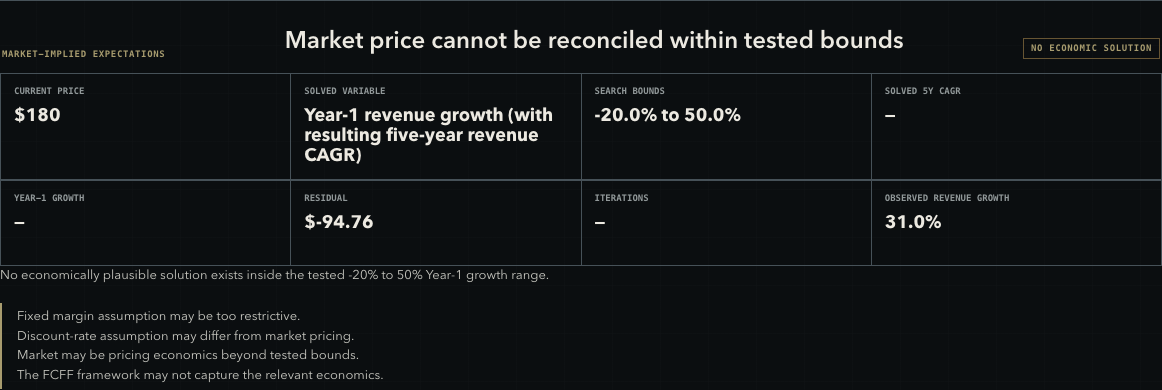 Market price cannot be reconciled within tested bounds
MARKET–IMPLIED EXPECTATIONS
NO ECONOMIC SOLUTION
CURRENT PRICE
$180
SOLVED VARIABLE
Year-1 revenue growth (with
resulting five-year revenue
CAGR)
SEARCH BOUNDS
-20.0% to 50.0%
SOLVED 5Y CAGR
—
YEAR–1 GROWTH
—
RESIDUAL
$-94.76
ITERATIONS
—
OBSERVED REVENUE GROWTH
31.0%
No economically plausible solution exists inside the tested -20% to 50% Year-1 growth range.
Fixed margin assumption may be too restrictive.
Discount-rate assumption may differ from market pricing.
Market may be pricing economics beyond tested bounds.
The FCFF framework may not capture the relevant economics.